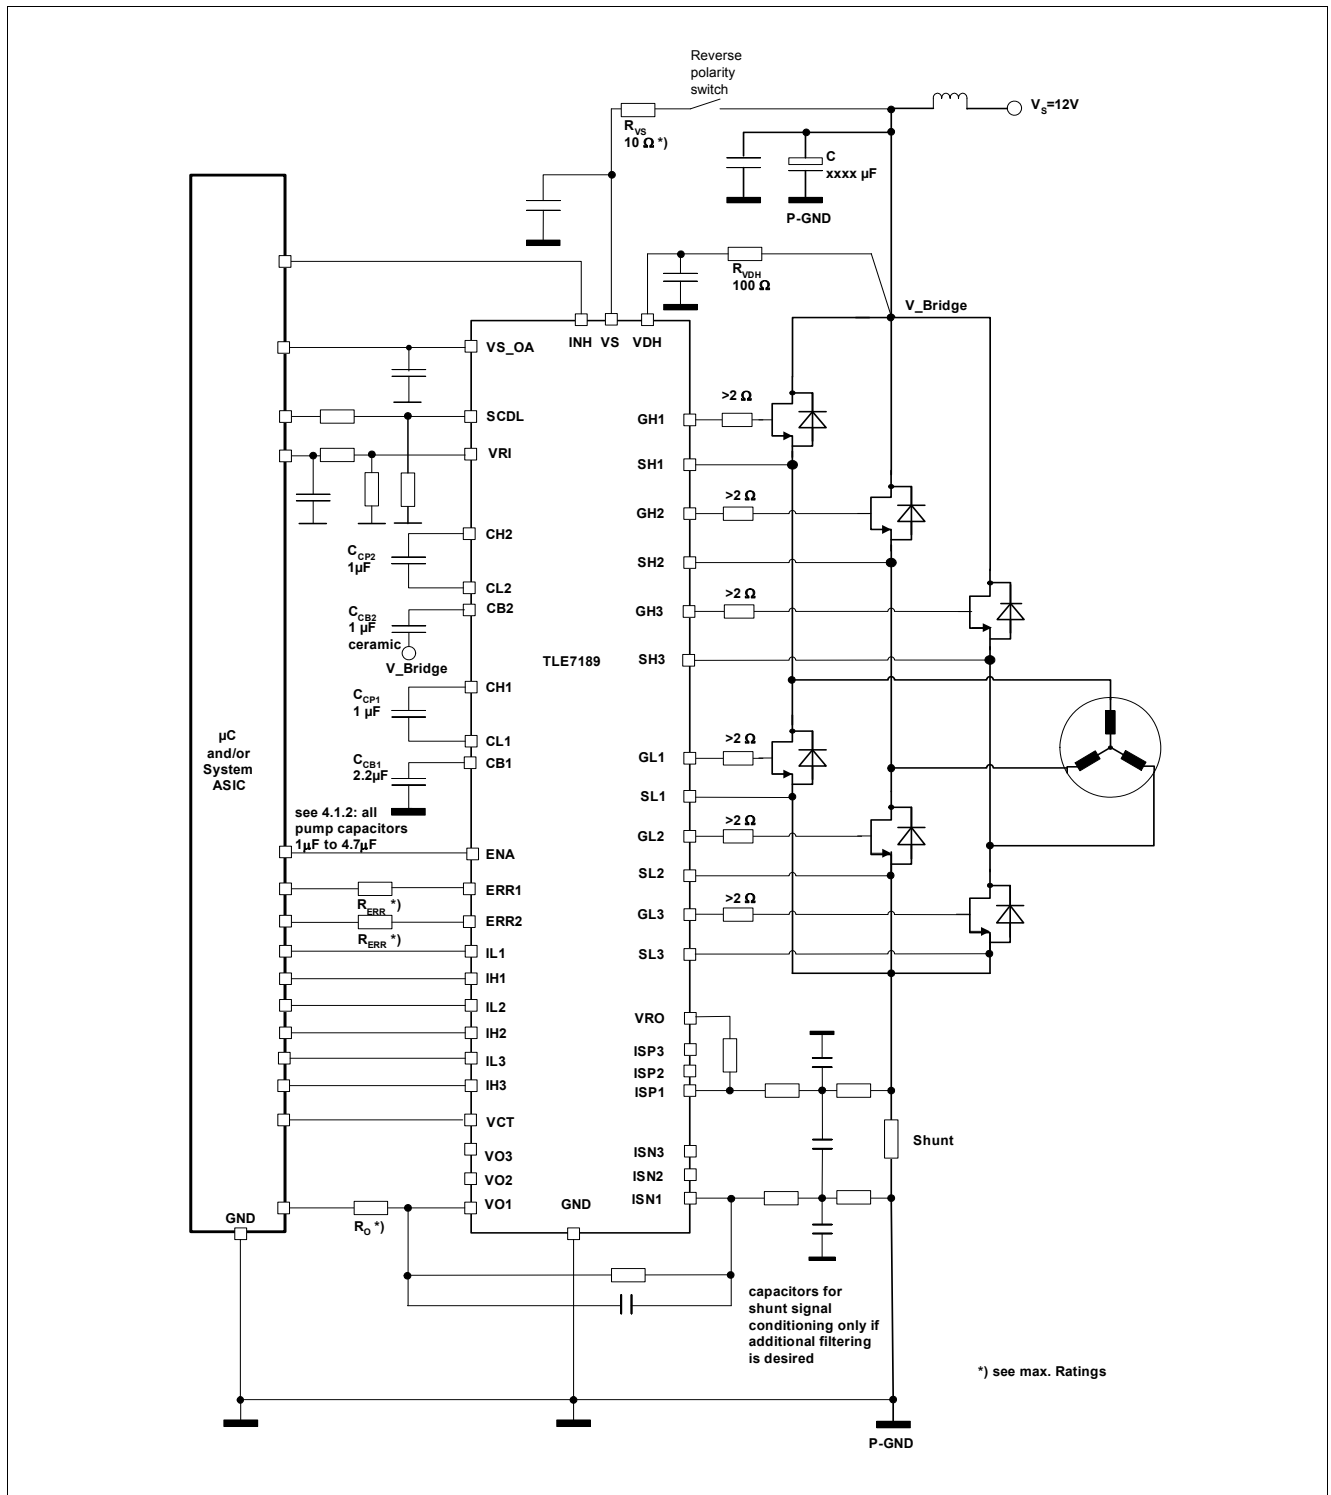 Reverse
polarity
switch
V_S=12V
R_VS
10 Ω *)
C
xxxx µF
P-GND
R_VDH
100 Ω
V_Bridge
INH VS VDH
VS_OA
SCDL
VRI
CH2
C_CP2
1µF
CL2
CB2
C_CB2
1 µF
ceramic
V_Bridge
CH1
C_CP1
1 µF
CL1
CB1
C_CB1
2.2µF
see 4.1.2: all
pump capacitors
1µF to 4.7µF
µC
and/or
System
ASIC
TLE7189
>2 Ω
GH1
SH1
>2 Ω
GH2
SH2
>2 Ω
GH3
SH3
>2 Ω
GL1
SL1
>2 Ω
GL2
SL2
>2 Ω
GL3
SL3
ENA
ERR1
R_ERR *)
ERR2
R_ERR *)
IL1
IH1
IL2
IH2
IL3
IH3
VCT
VO3
VO2
VO1
R_O *)
GND
GND
VRO
ISP3
ISP2
ISP1
ISN3
ISN2
ISN1
Shunt
capacitors for
shunt signal
conditioning only if
additional filtering
is desired
*) see max. Ratings
P-GND